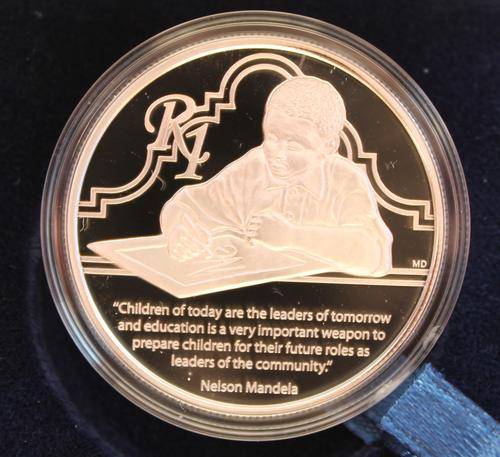 R1
MD
“Children of today are the leaders of tomorrow
and education is a very important weapon to
prepare children for their future roles as
leaders of the community.”
Nelson Mandela